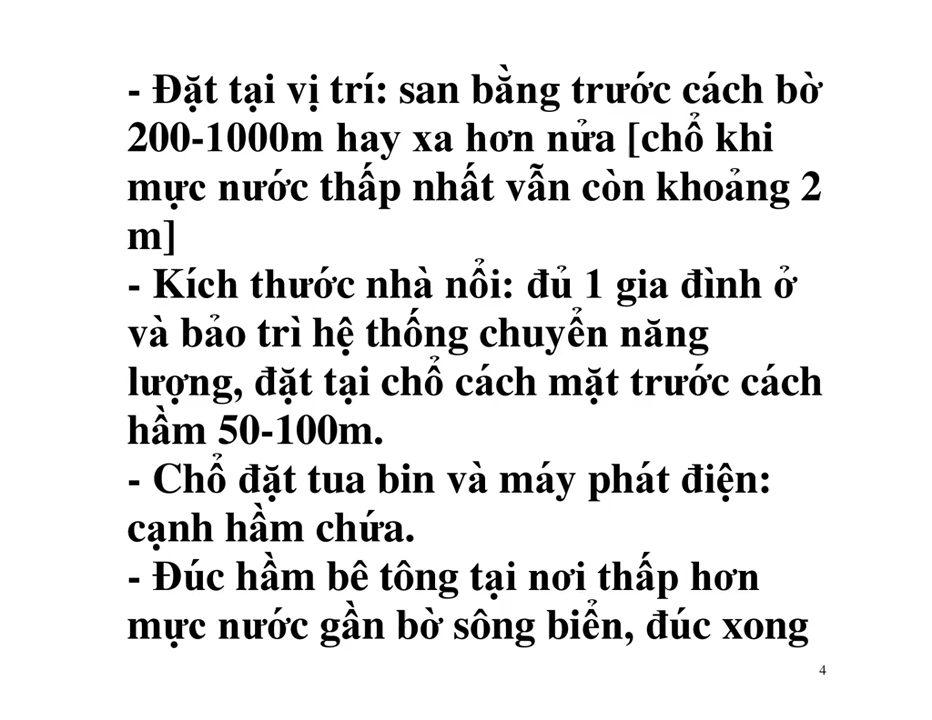 - Đặt tại vị trí: san bằng trước cách bờ
200-1000m hay xa hơn nửa [chổ khi
mực nước thấp nhất vẫn còn khoảng 2
m]
- Kích thước nhà nổi: đủ 1 gia đình ở
và bảo trì hệ thống chuyển năng
lượng, đặt tại chổ cách mặt trước cách
hầm 50-100m.
- Chổ đặt tua bin và máy phát điện:
cạnh hầm chứa.
- Đúc hầm bê tông tại nơi thấp hơn
mực nước gần bờ sông biển, đúc xong
4